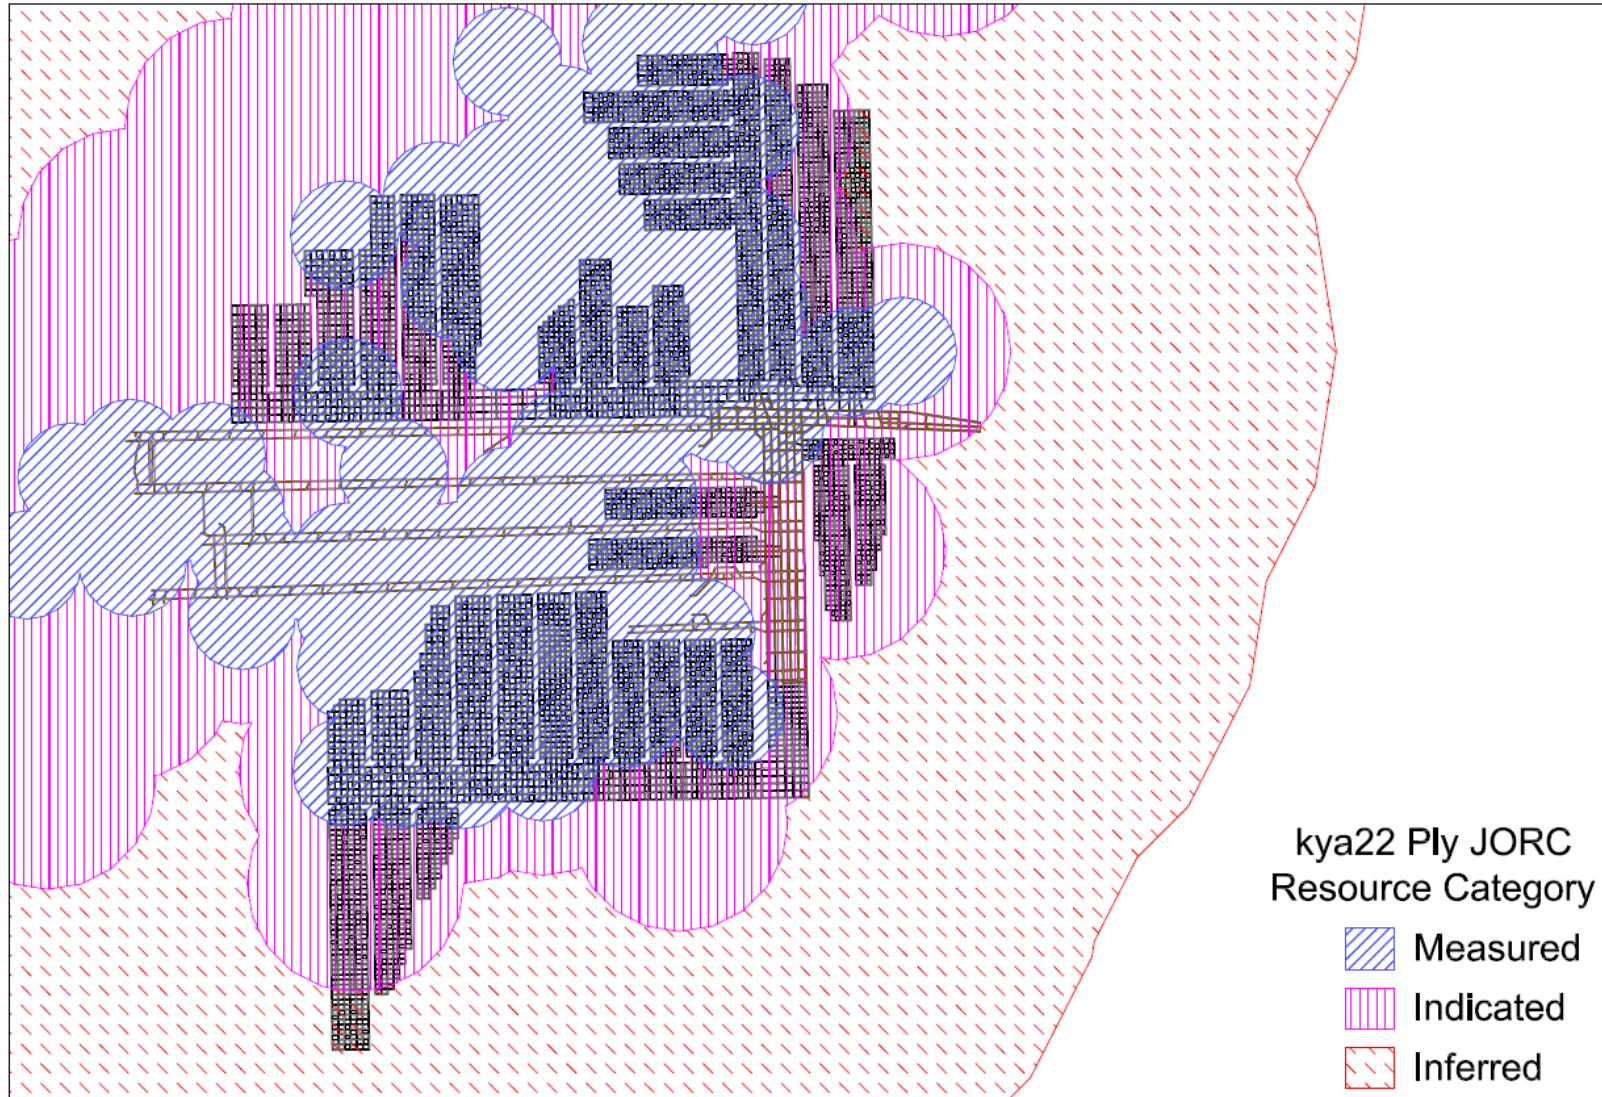 kya22 Ply JORC
Resource Category
Measured
Indicated
Inferred